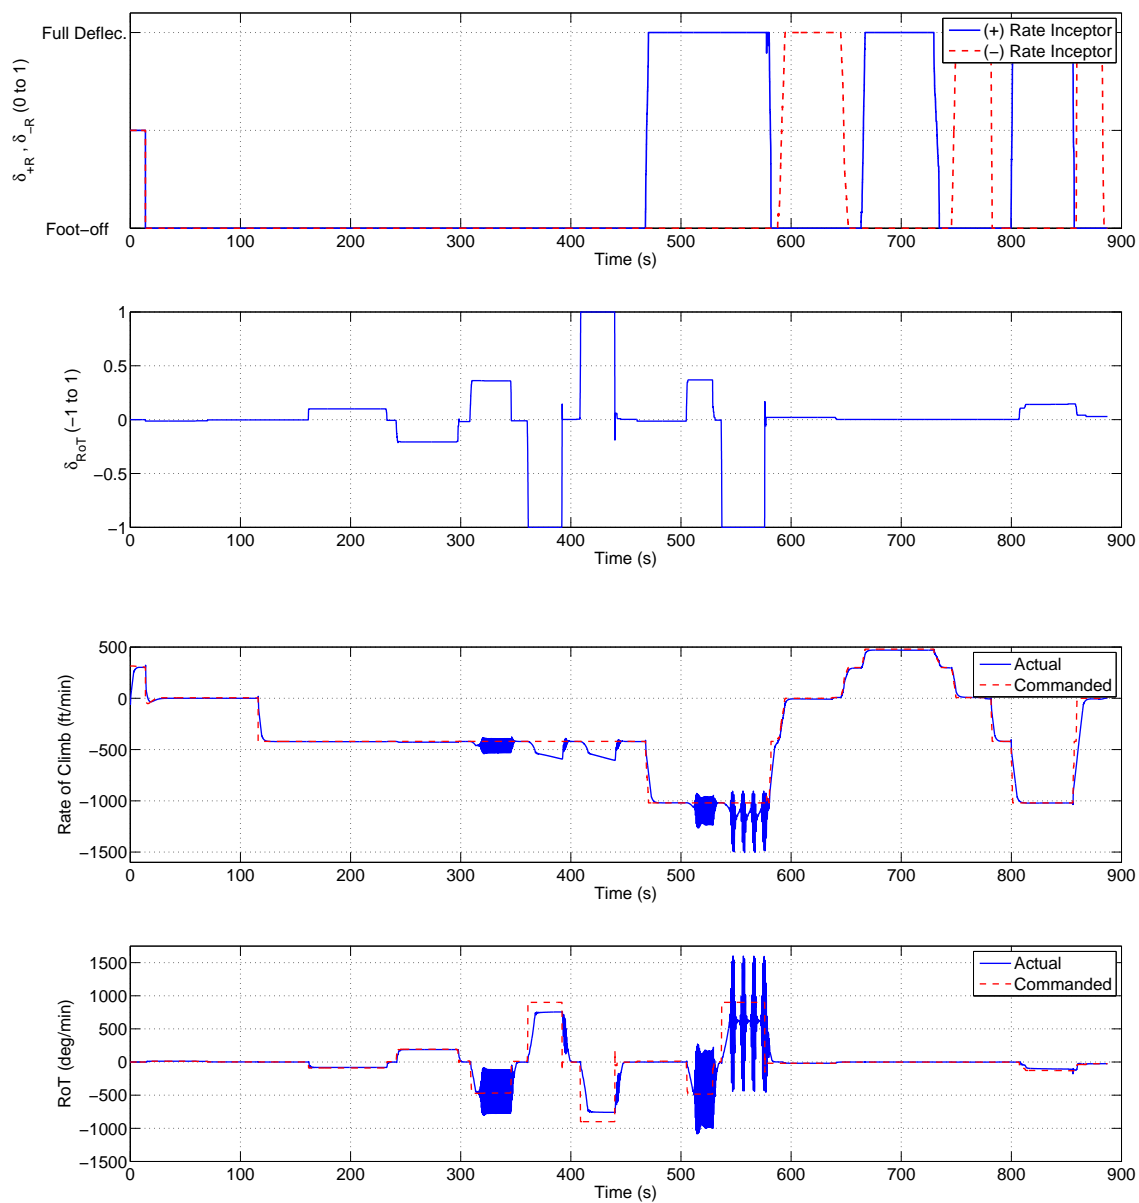 Full Deflec.
Foot−off
δ+R , δ−R (0 to 1)
(+) Rate Inceptor
(−) Rate Inceptor
0 100 200 300 400 500 600 700 800 900
Time (s)
1
0.5
0
−0.5
−1
δRoT (−1 to 1)
0 100 200 300 400 500 600 700 800 900
Time (s)
500
0
−500
−1000
−1500
Rate of Climb (ft/min)
Actual
Commanded
0 100 200 300 400 500 600 700 800 900
Time (s)
1500
1000
500
0
−500
−1000
−1500
RoT (deg/min)
Actual
Commanded
0 100 200 300 400 500 600 700 800 900
Time (s)